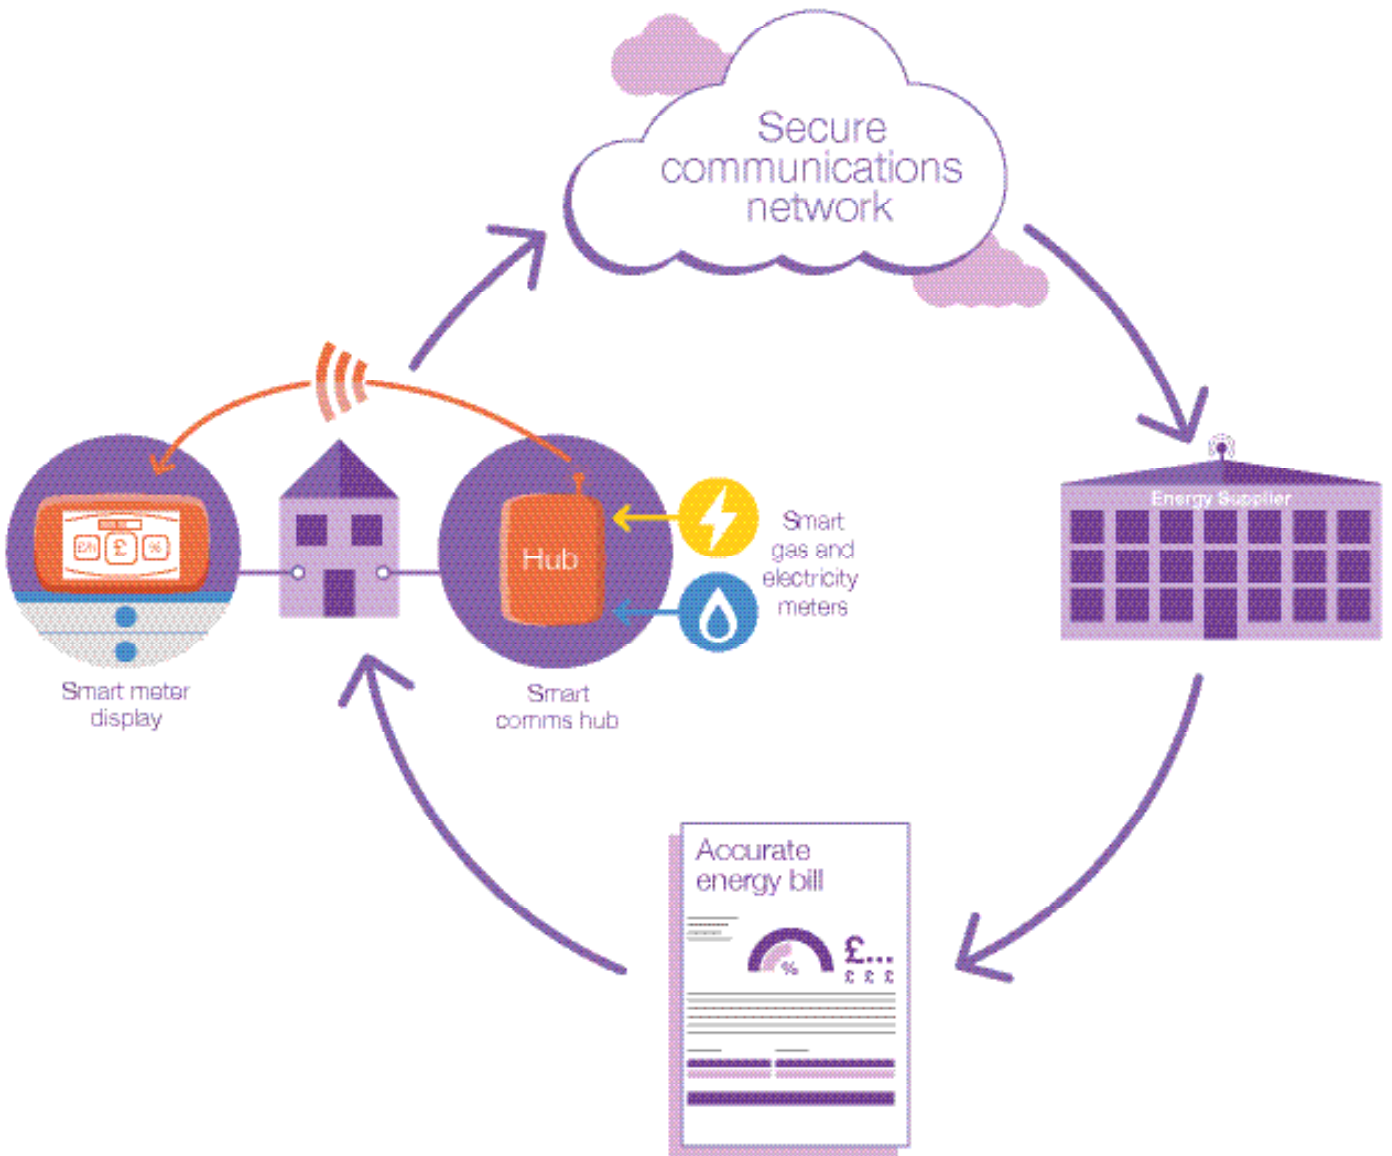 Secure
communications
network
Energy Supplier
£
%
Hub
Smart
gas and
electricity
meters
Smart meter
display
Smart
comms hub
Accurate
energy bill
%
£...
£ £ £